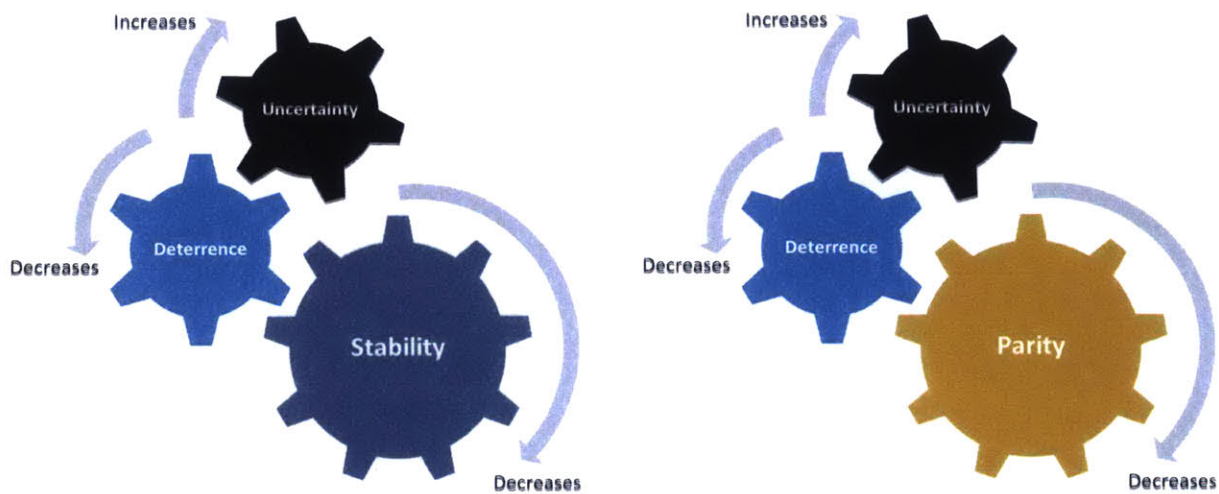 Increases
Uncertainty
Deterrence
Decreases
Stability
Decreases
Increases
Uncertainty
Deterrence
Decreases
Parity
Decreases